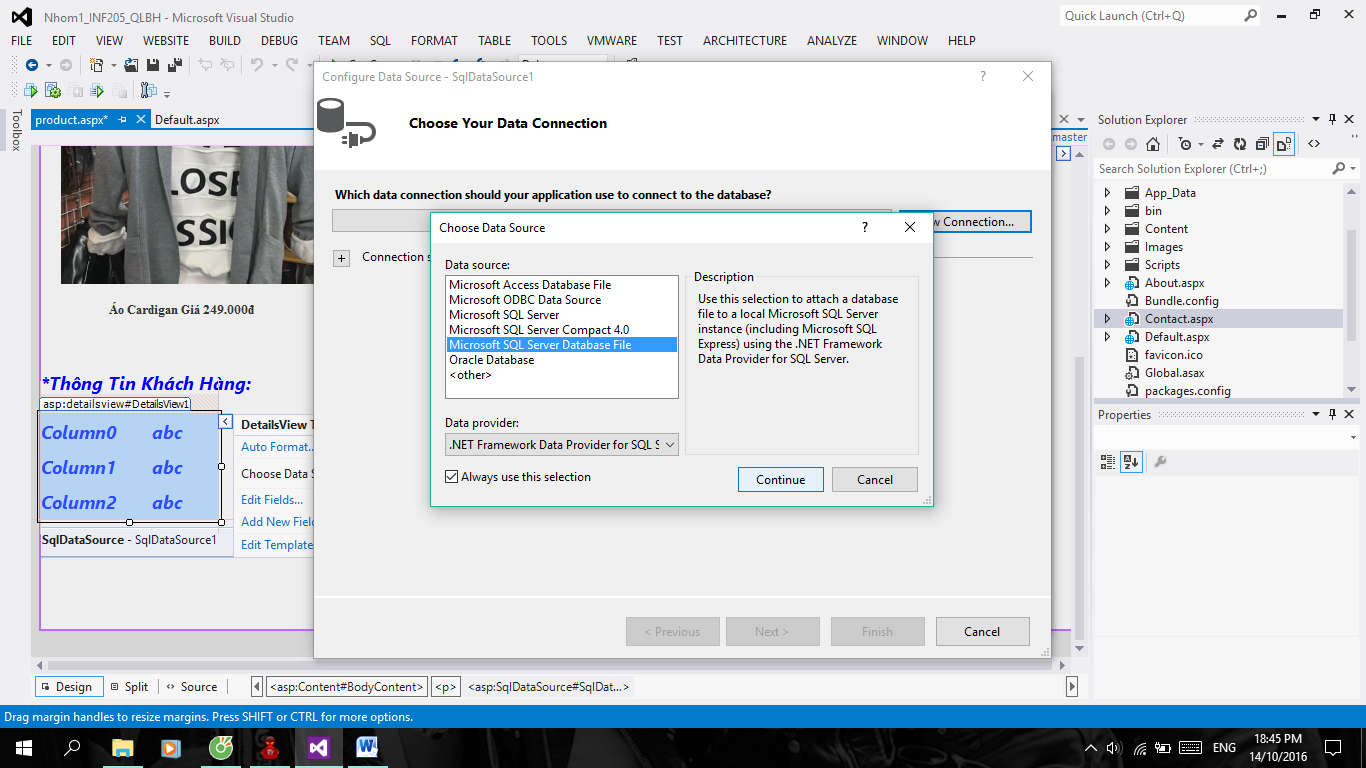 Nhom1_INF205_QLBH - Microsoft Visual Studio
Quick Launch (Ctrl+Q)
FILE EDIT VIEW WEBSITE BUILD DEBUG TEAM SQL FORMAT TABLE TOOLS VMWARE TEST ARCHITECTURE ANALYZE WINDOW HELP
Toolbox
product.aspx* Default.aspx
master
Áo Cardigan Giá 249.000đ
*Thông Tin Khách Hàng:
asp:detailsview#DetailsView1
Column0 abc
Column1 abc
Column2 abc
SqlDataSource - SqlDataSource1
DetailsView T
Auto Format..
Choose Data S
Edit Fields...
Add New Fiel
Edit Template
Configure Data Source - SqlDataSource1
?
Choose Your Data Connection
Which data connection should your application use to connect to the database?
w Connection...
+ Connection s
Choose Data Source
?
Data source:
Microsoft Access Database File
Microsoft ODBC Data Source
Microsoft SQL Server
Microsoft SQL Server Compact 4.0
Microsoft SQL Server Database File
Oracle Database
<other>
Description
Use this selection to attach a database
file to a local Microsoft SQL Server
instance (including Microsoft SQL
Express) using the .NET Framework
Data Provider for SQL Server.
Data provider:
.NET Framework Data Provider for SQL S
Always use this selection
Continue Cancel
< Previous Next > Finish Cancel
Solution Explorer
Search Solution Explorer (Ctrl+;)
App_Data
bin
Content
Images
Scripts
About.aspx
Bundle.config
Contact.aspx
Default.aspx
favicon.ico
Global.asax
packages.config
Properties
Design Split Source <asp:Content#BodyContent> <p> <asp:SqlDataSource#SqlDat...>
Drag margin handles to resize margins. Press SHIFT or CTRL for more options.
ENG
18:45 PM
14/10/2016